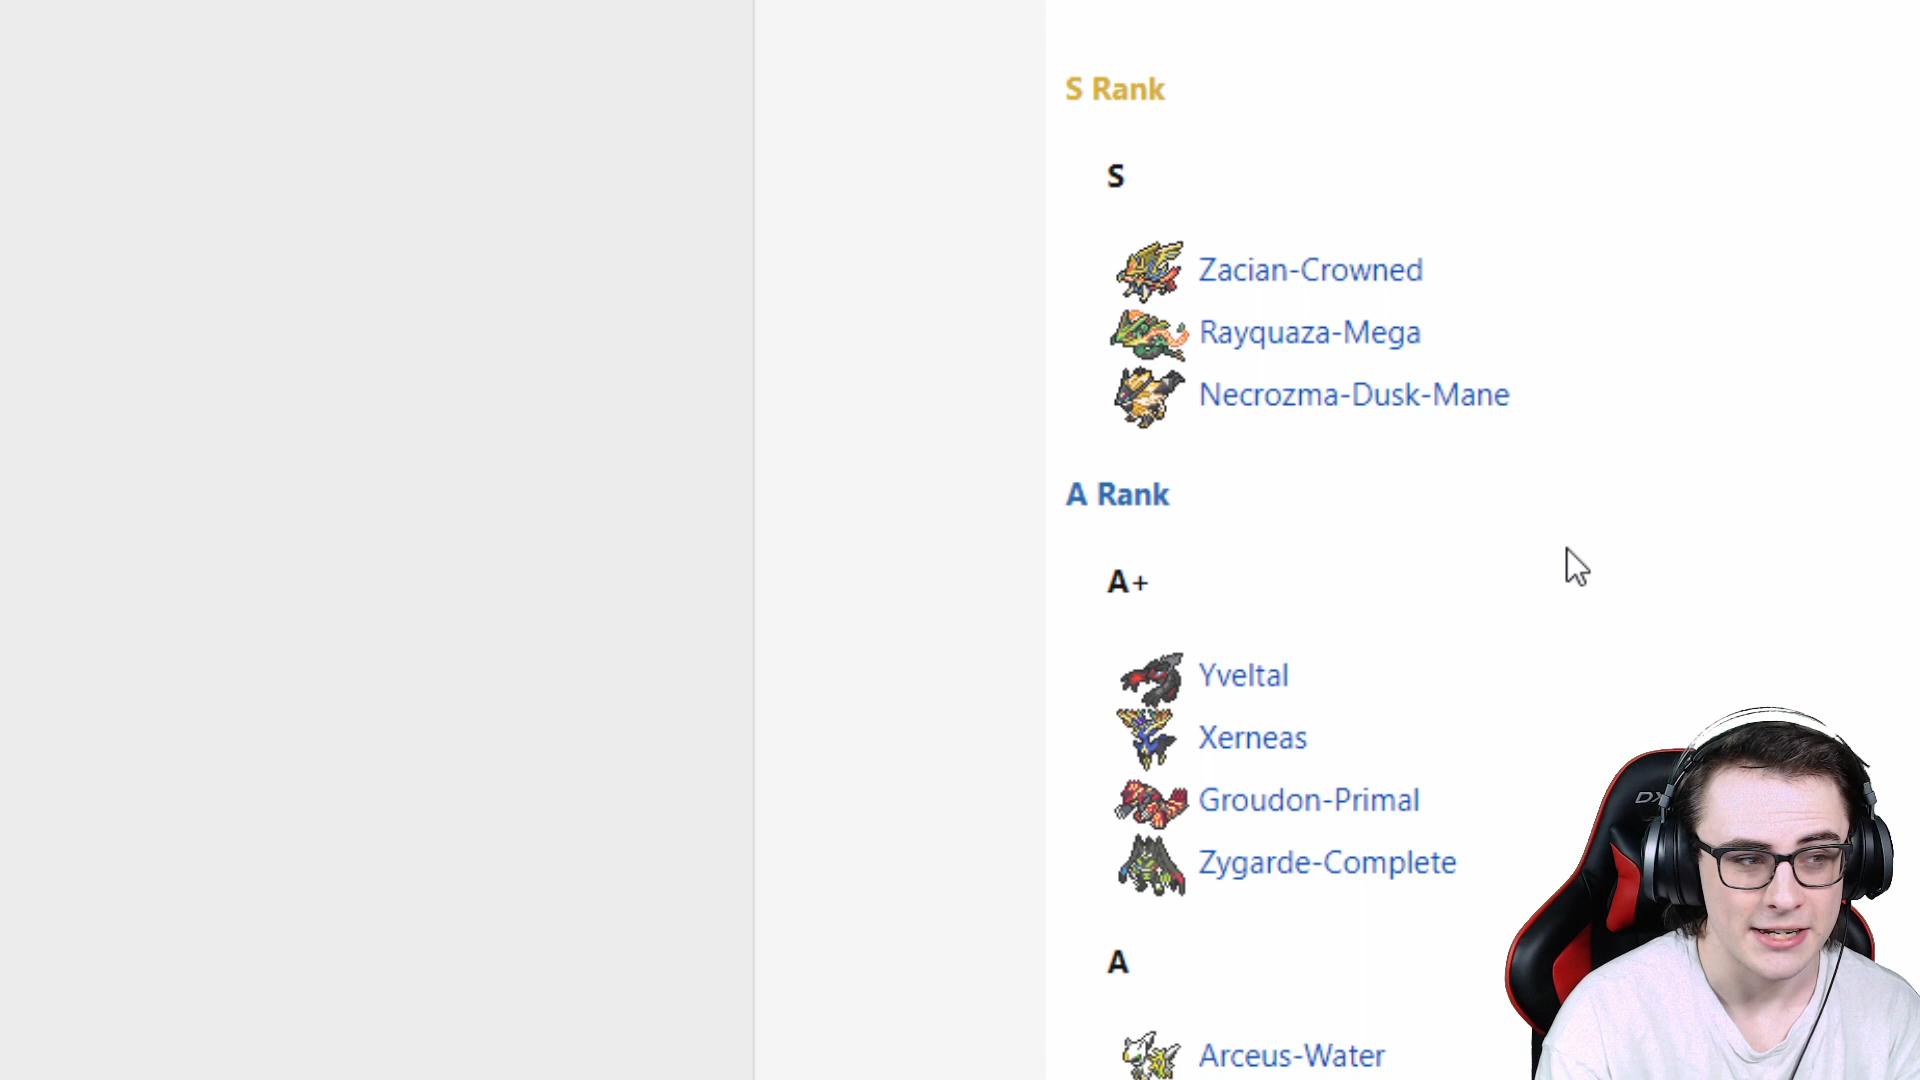 S Rank
S
Zacian-Crowned
Rayquaza-Mega
Necrozma-Dusk-Mane
A Rank
A+
Yveltal
Xerneas
Groudon-Primal
Zygarde-Complete
A
Arceus-Water